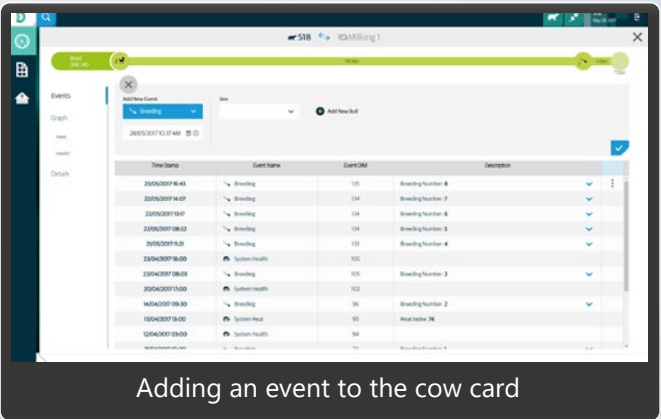 518 Milking 1
Bred
DIM 140
Events
Graph
Heat
Health
Details
Add New Event
Sire
Breeding
Add New Bull
28/05/2017 10:37 AM
Time Stamp Event Name Event DIM Description
23/05/2017 16:43 Breeding 135 Breeding Number: 8
22/05/2017 14:07 Breeding 134 Breeding Number: 7
22/05/2017 13:17 Breeding 134 Breeding Number: 6
22/05/2017 08:52 Breeding 134 Breeding Number: 5
21/05/2017 11:21 Breeding 133 Breeding Number: 4
23/04/2017 18:00 System Health 105
23/04/2017 08:03 Breeding 105 Breeding Number: 3
20/04/2017 17:00 System Health 102
14/04/2017 09:30 Breeding 96 Breeding Number: 2
13/04/2017 15:00 System Heat 95 Heat Index: 74
12/04/2017 03:00 System Health 94
Adding an event to the cow card